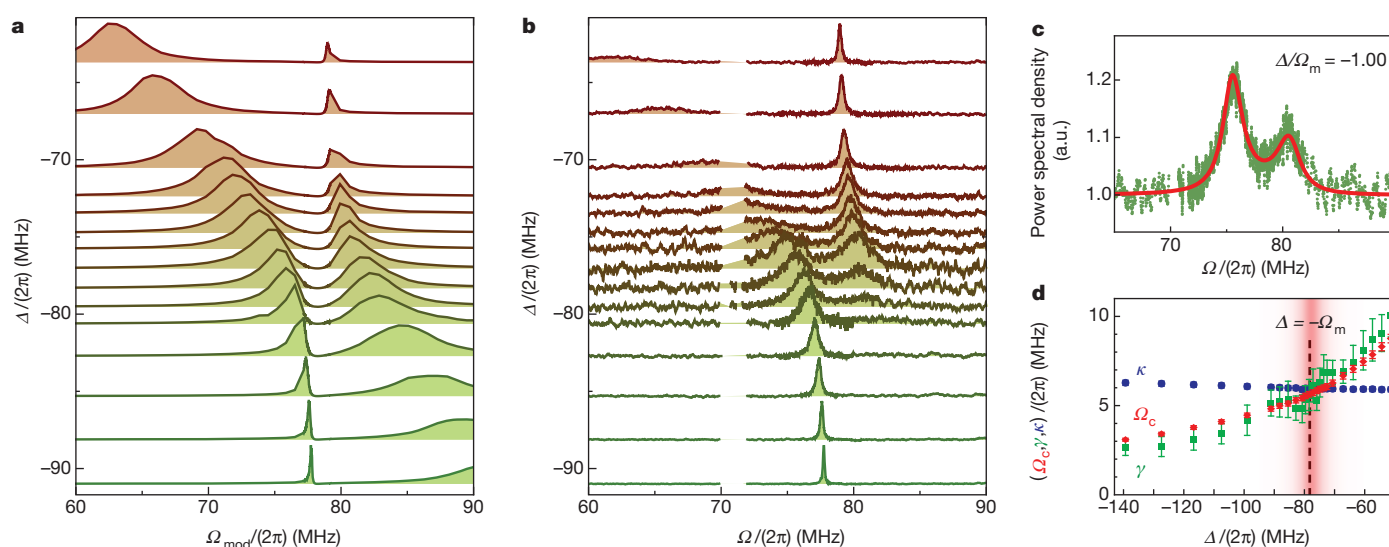 a
−70
−80
−90
Δ/(2π) (MHz)
60 70 80 90
Ω_mod/(2π) (MHz)
b
−70
−80
−90
Δ/(2π) (MHz)
60 70 80 90
Ω/(2π) (MHz)
c
Power spectral density
(a.u.)
1.2
1.1
1.0
Δ/Ω_m = −1.00
70 80
Ω/(2π) (MHz)
d
(Ω_c,γ,κ)/(2π) (MHz)
10
5
0
Δ = −Ω_m
κ
Ω_c
γ
−140 −120 −100 −80 −60
Δ/(2π) (MHz)